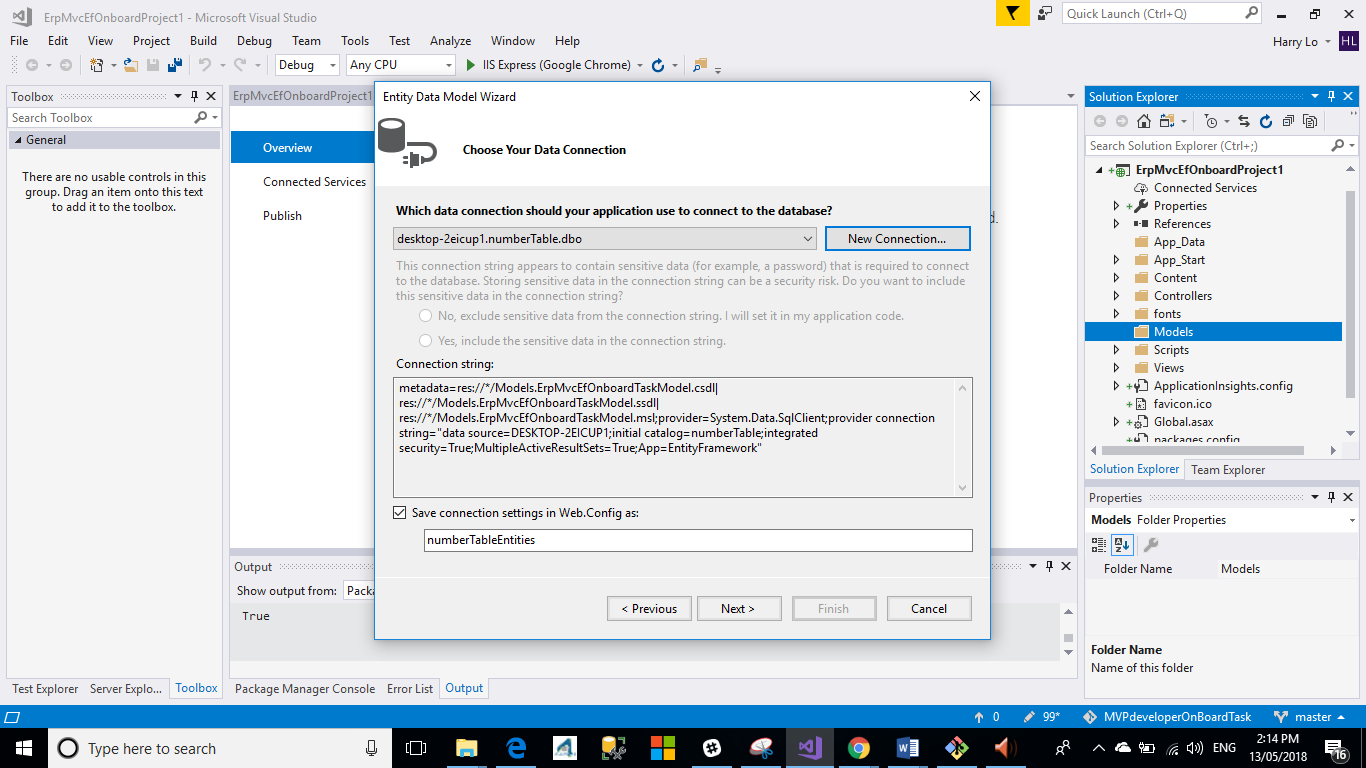 ErpMvcEfOnboardProject1 - Microsoft Visual Studio
Quick Launch (Ctrl+Q)
File Edit View Project Build Debug Team Tools Test Analyze Window Help
Harry Lo HL
Debug Any CPU IIS Express (Google Chrome)
Toolbox
Search Toolbox
General
There are no usable controls in this
group. Drag an item onto this text
to add it to the toolbox.
Test Explorer Server Explo... Toolbox
ErpMvcEfOnboardProject1
Overview
Connected Services
Publish
Entity Data Model Wizard
Choose Your Data Connection
Which data connection should your application use to connect to the database?
desktop-2eicup1.numberTable.dbo
New Connection...
This connection string appears to contain sensitive data (for example, a password) that is required to connect
to the database. Storing sensitive data in the connection string can be a security risk. Do you want to include
this sensitive data in the connection string?
No, exclude sensitive data from the connection string. I will set it in my application code.
Yes, include the sensitive data in the connection string.
Connection string:
metadata=res://*/Models.ErpMvcEfOnboardTaskModel.csdl|
res://*/Models.ErpMvcEfOnboardTaskModel.ssdl|
res://*/Models.ErpMvcEfOnboardTaskModel.msl;provider=System.Data.SqlClient;provider connection
string="data source=DESKTOP-2EICUP1;initial catalog=numberTable;integrated
security=True;MultipleActiveResultSets=True;App=EntityFramework"
Save connection settings in Web.Config as:
numberTableEntities
< Previous Next > Finish Cancel
d.
Output
Show output from: Packa
True
Package Manager Console Error List Output
Solution Explorer
Search Solution Explorer (Ctrl+;)
ErpMvcEfOnboardProject1
Connected Services
Properties
References
App_Data
App_Start
Content
Controllers
fonts
Models
Scripts
Views
ApplicationInsights.config
favicon.ico
Global.asax
packages.config
Solution Explorer Team Explorer
Properties
Models Folder Properties
Folder Name Models
Folder Name
Name of this folder
0 99* MVPdeveloperOnBoardTask master
Type here to search
ENG
2:14 PM
13/05/2018
16